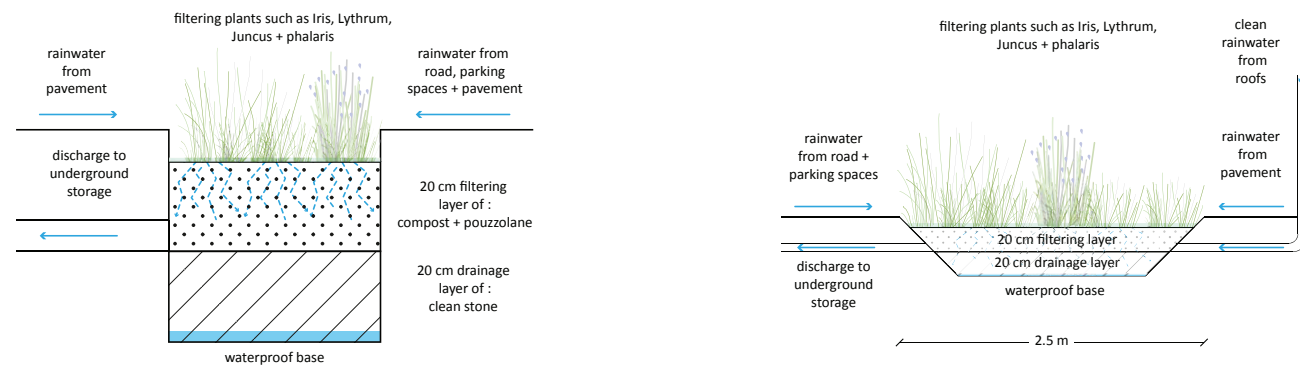 filtering plants such as Iris, Lythrum,
Juncus + phalaris
rainwater
from
pavement
rainwater from
road, parking
spaces + pavement
discharge to
underground
storage
20 cm filtering
layer of :
compost + pouzzolane
20 cm drainage
layer of :
clean stone
waterproof base
filtering plants such as Iris, Lythrum,
Juncus + phalaris
clean
rainwater
from
roofs
rainwater
from road +
parking spaces
rainwater
from
pavement
20 cm filtering layer
20 cm drainage layer
discharge to
underground
storage
waterproof base
2.5 m